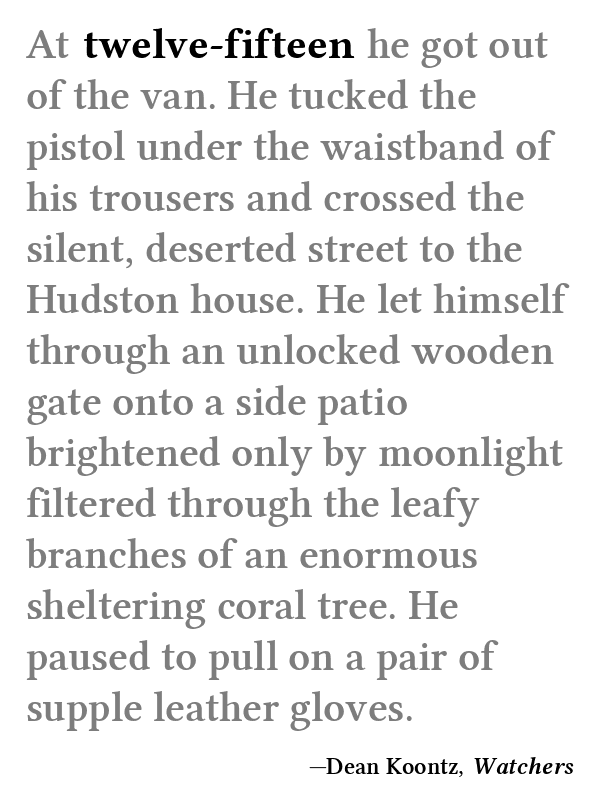 At twelve-fifteen he got out
of the van. He tucked the
pistol under the waistband of
his trousers and crossed the
silent, deserted street to the
Hudston house. He let himself
through an unlocked wooden
gate onto a side patio
brightened only by moonlight
filtered through the leafy
branches of an enormous
sheltering coral tree. He
paused to pull on a pair of
supple leather gloves.
—Dean Koontz, Watchers